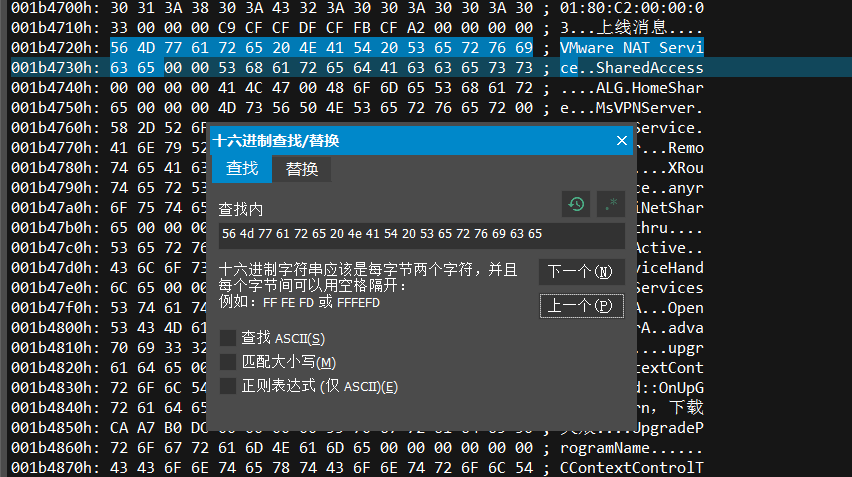 001b4700h: 30 31 3A 38 30 3A 43 32 3A 30 30 3A 30 30 3A 30 ; 01:80:C2:00:00:0
001b4710h: 33 00 00 00 C9 CF CF DF CF FB CF A2 00 00 00 00 ; 3...上线消息....
001b4720h: 56 4D 77 61 72 65 20 4E 41 54 20 53 65 72 76 69 ; VMware NAT Servi
001b4730h: 63 65 00 00 53 68 61 72 65 64 41 63 63 65 73 73 ; ce..SharedAccess
001b4740h: 00 00 00 00 41 4C 47 00 48 6F 6D 65 53 68 61 72 ; ....ALG.HomeShar
001b4750h: 65 00 00 00 4D 73 56 50 4E 53 65 72 76 65 72 00 ; e...MsVPNServer.
001b4760h: 58 2D 52 6F Service.
001b4770h: 41 6E 79 52 r...Remo
001b4780h: 74 65 41 63 ....XRou
001b4790h: 74 65 72 53 ce..anyr
001b47a0h: 6F 75 74 65 iNetShar
001b47b0h: 65 00 00 00 thru....
001b47c0h: 53 65 72 76 Active..
001b47d0h: 43 6C 6F 73 viceHand
001b47e0h: 6C 65 00 00 Services
001b47f0h: 53 74 61 74 A...Open
001b4800h: 53 43 4D 61 rA..adva
001b4810h: 70 69 33 32 ....upgr
001b4820h: 61 64 65 00 textCont
001b4830h: 72 6F 6C 54 d::OnUpG
001b4840h: 72 61 64 65 rn, 下载
001b4850h: CA A7 B0 DC ....UpgradeP
001b4860h: 72 6F 67 72 61 6D 4E 61 6D 65 00 00 00 00 00 00 ; rogramName......
001b4870h: 43 43 6F 6E 74 65 78 74 43 6F 6E 74 72 6F 6C 54 ; CContextControlT
十六进制查找/替换 ×
查找 替换
查找内 .*
56 4d 77 61 72 65 20 4e 41 54 20 53 65 72 76 69 63 65
十六进制字符串应该是每字节两个字符，并且
每个字节间可以用空格隔开：
例如：FF FE FD 或 FFFEFD
下一个(N)
上一个(P)
查找 ASCII(S)
匹配大小写(M)
正则表达式 (仅 ASCII)(E)